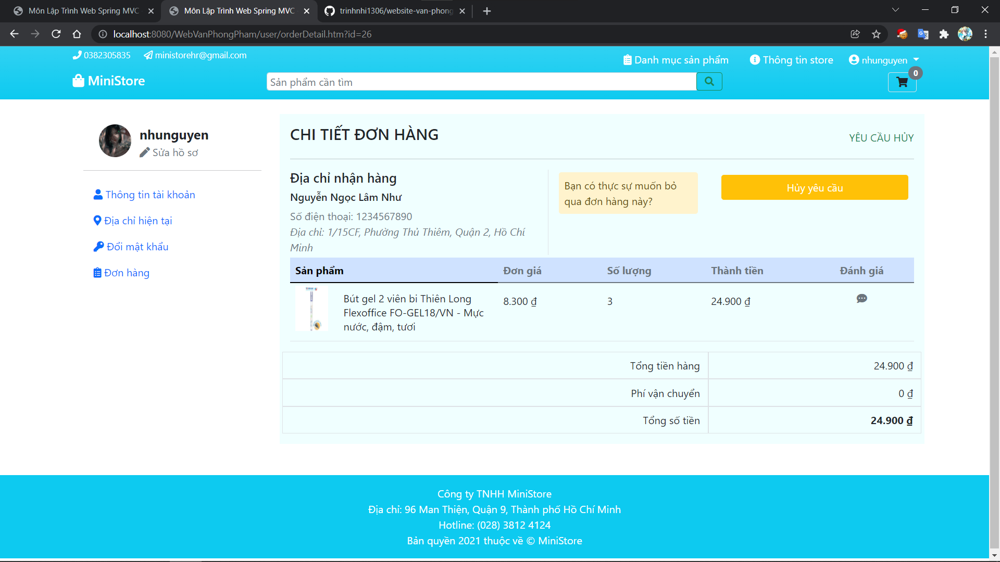 Môn Lập Trình Web Spring MVC
Môn Lập Trình Web Spring MVC
trinhnhi1306/website-van-phong
localhost:8080/WebVanPhongPham/user/orderDetail.htm?id=26
0382305835
ministorehr@gmail.com
Danh mục sản phẩm
Thông tin store
nhunguyen
MiniStore
Sản phẩm cần tìm
0
nhunguyen
Sửa hồ sơ
Thông tin tài khoản
Địa chỉ hiện tại
Đổi mật khẩu
Đơn hàng
CHI TIẾT ĐƠN HÀNG
YÊU CẦU HỦY
Địa chỉ nhận hàng
Nguyễn Ngọc Lâm Như
Số điện thoại: 1234567890
Địa chỉ: 1/15CF, Phường Thủ Thiêm, Quận 2, Hồ Chí
Minh
Bạn có thực sự muốn bỏ
qua đơn hàng này?
Hủy yêu cầu
Sản phẩm Đơn giá Số lượng Thành tiền Đánh giá
Bút gel 2 viên bi Thiên Long
Flexoffice FO-GEL18/VN - Mực
nước, đậm, tươi
8.300 ₫
3
24.900 ₫
Tổng tiền hàng 24.900 ₫
Phí vận chuyển 0 ₫
Tổng số tiền 24.900 ₫
Công ty TNHH MiniStore
Địa chỉ: 96 Man Thiện, Quận 9, Thành phố Hồ Chí Minh
Hotline: (028) 3812 4124
Bản quyền 2021 thuộc về © MiniStore